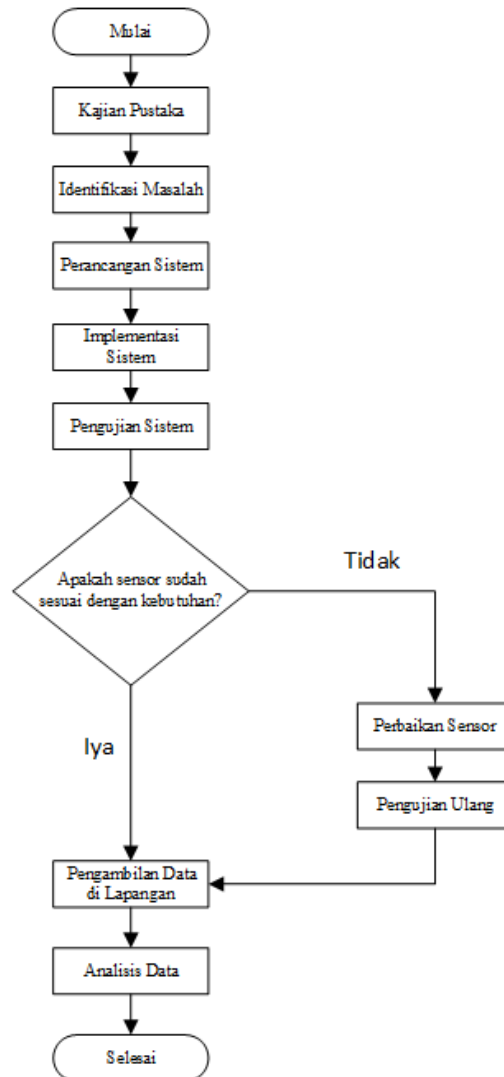 Mulai
Kajian Pustaka
Identifikasi Masalah
Perancangan Sistem
Implementasi
Sistem
Pengujian Sistem
Apakah sensor sudah
sesuai dengan kebutuhan?
Tidak
Perbaikan Sensor
Pengujian Ulang
Iya
Pengambilan Data
di Lapangan
Analisis Data
Selesai